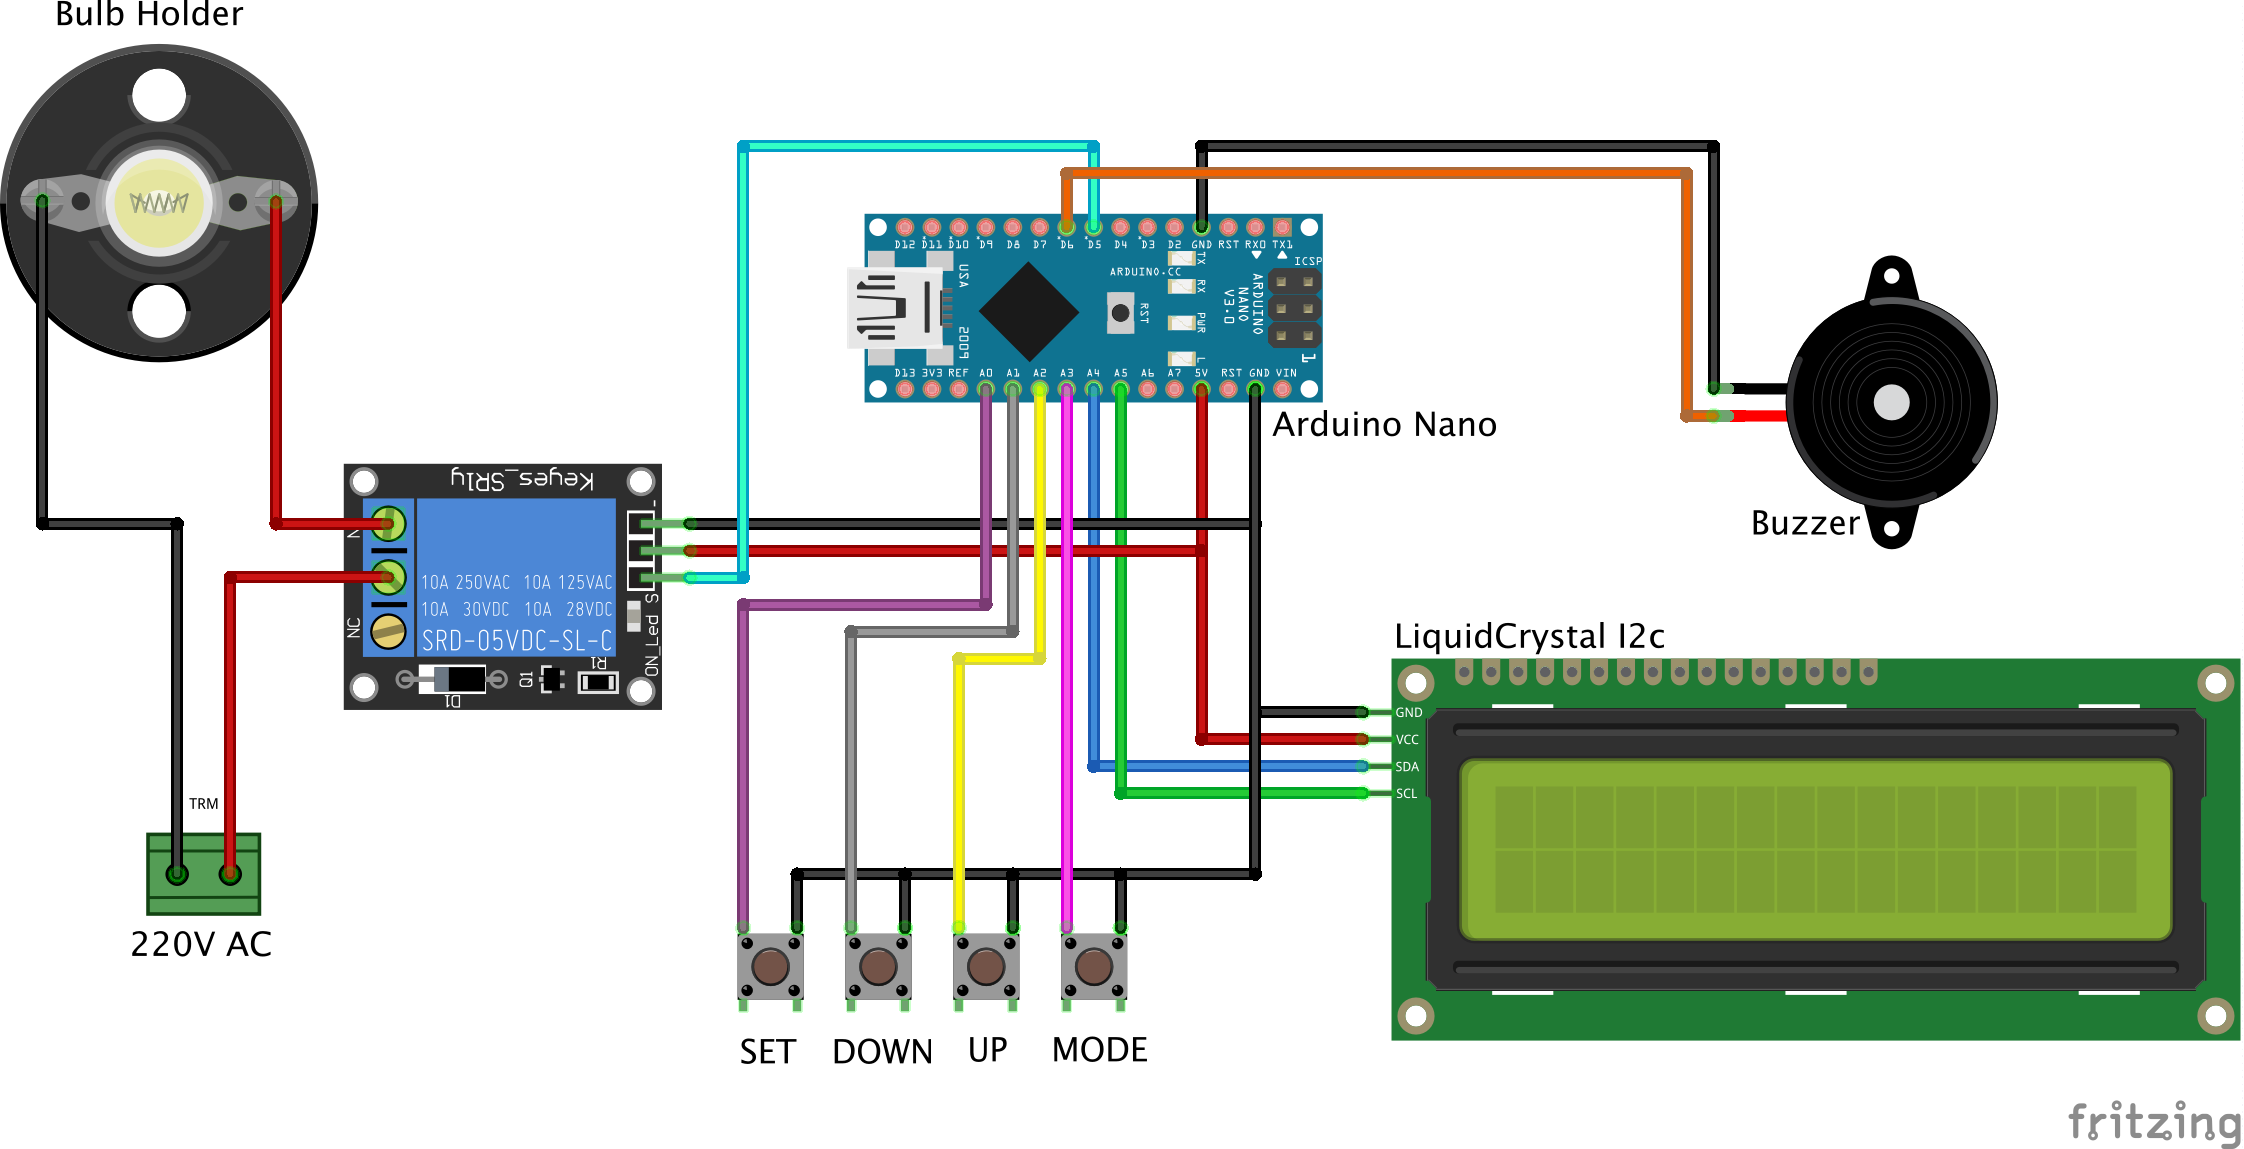 Bulb Holder
D12 D11 D10 D9 D8 D7 D6 D5 D4 D3 D2 GND RST RX0 TX1
TX
ICSP
ARDUINO.CC
RX
USA
RST
ARDUINO
NANO
V3.0
PWR
2009
L
1
D13 3V3 REF A0 A1 A2 A3 A4 A5 A6 A7 5V RST GND VIN
Arduino Nano
Keyes_SR1y
-
N
10A 250VAC 10A 125VAC
10A 30VDC 10A 28VDC
SRD-05VDC-SL-C
NC
S
ON_Led
R1
Q1
D1
Buzzer
LiquidCrystal I2c
GND
VCC
SDA
SCL
TRM
220V AC
SET DOWN UP MODE
fritzing